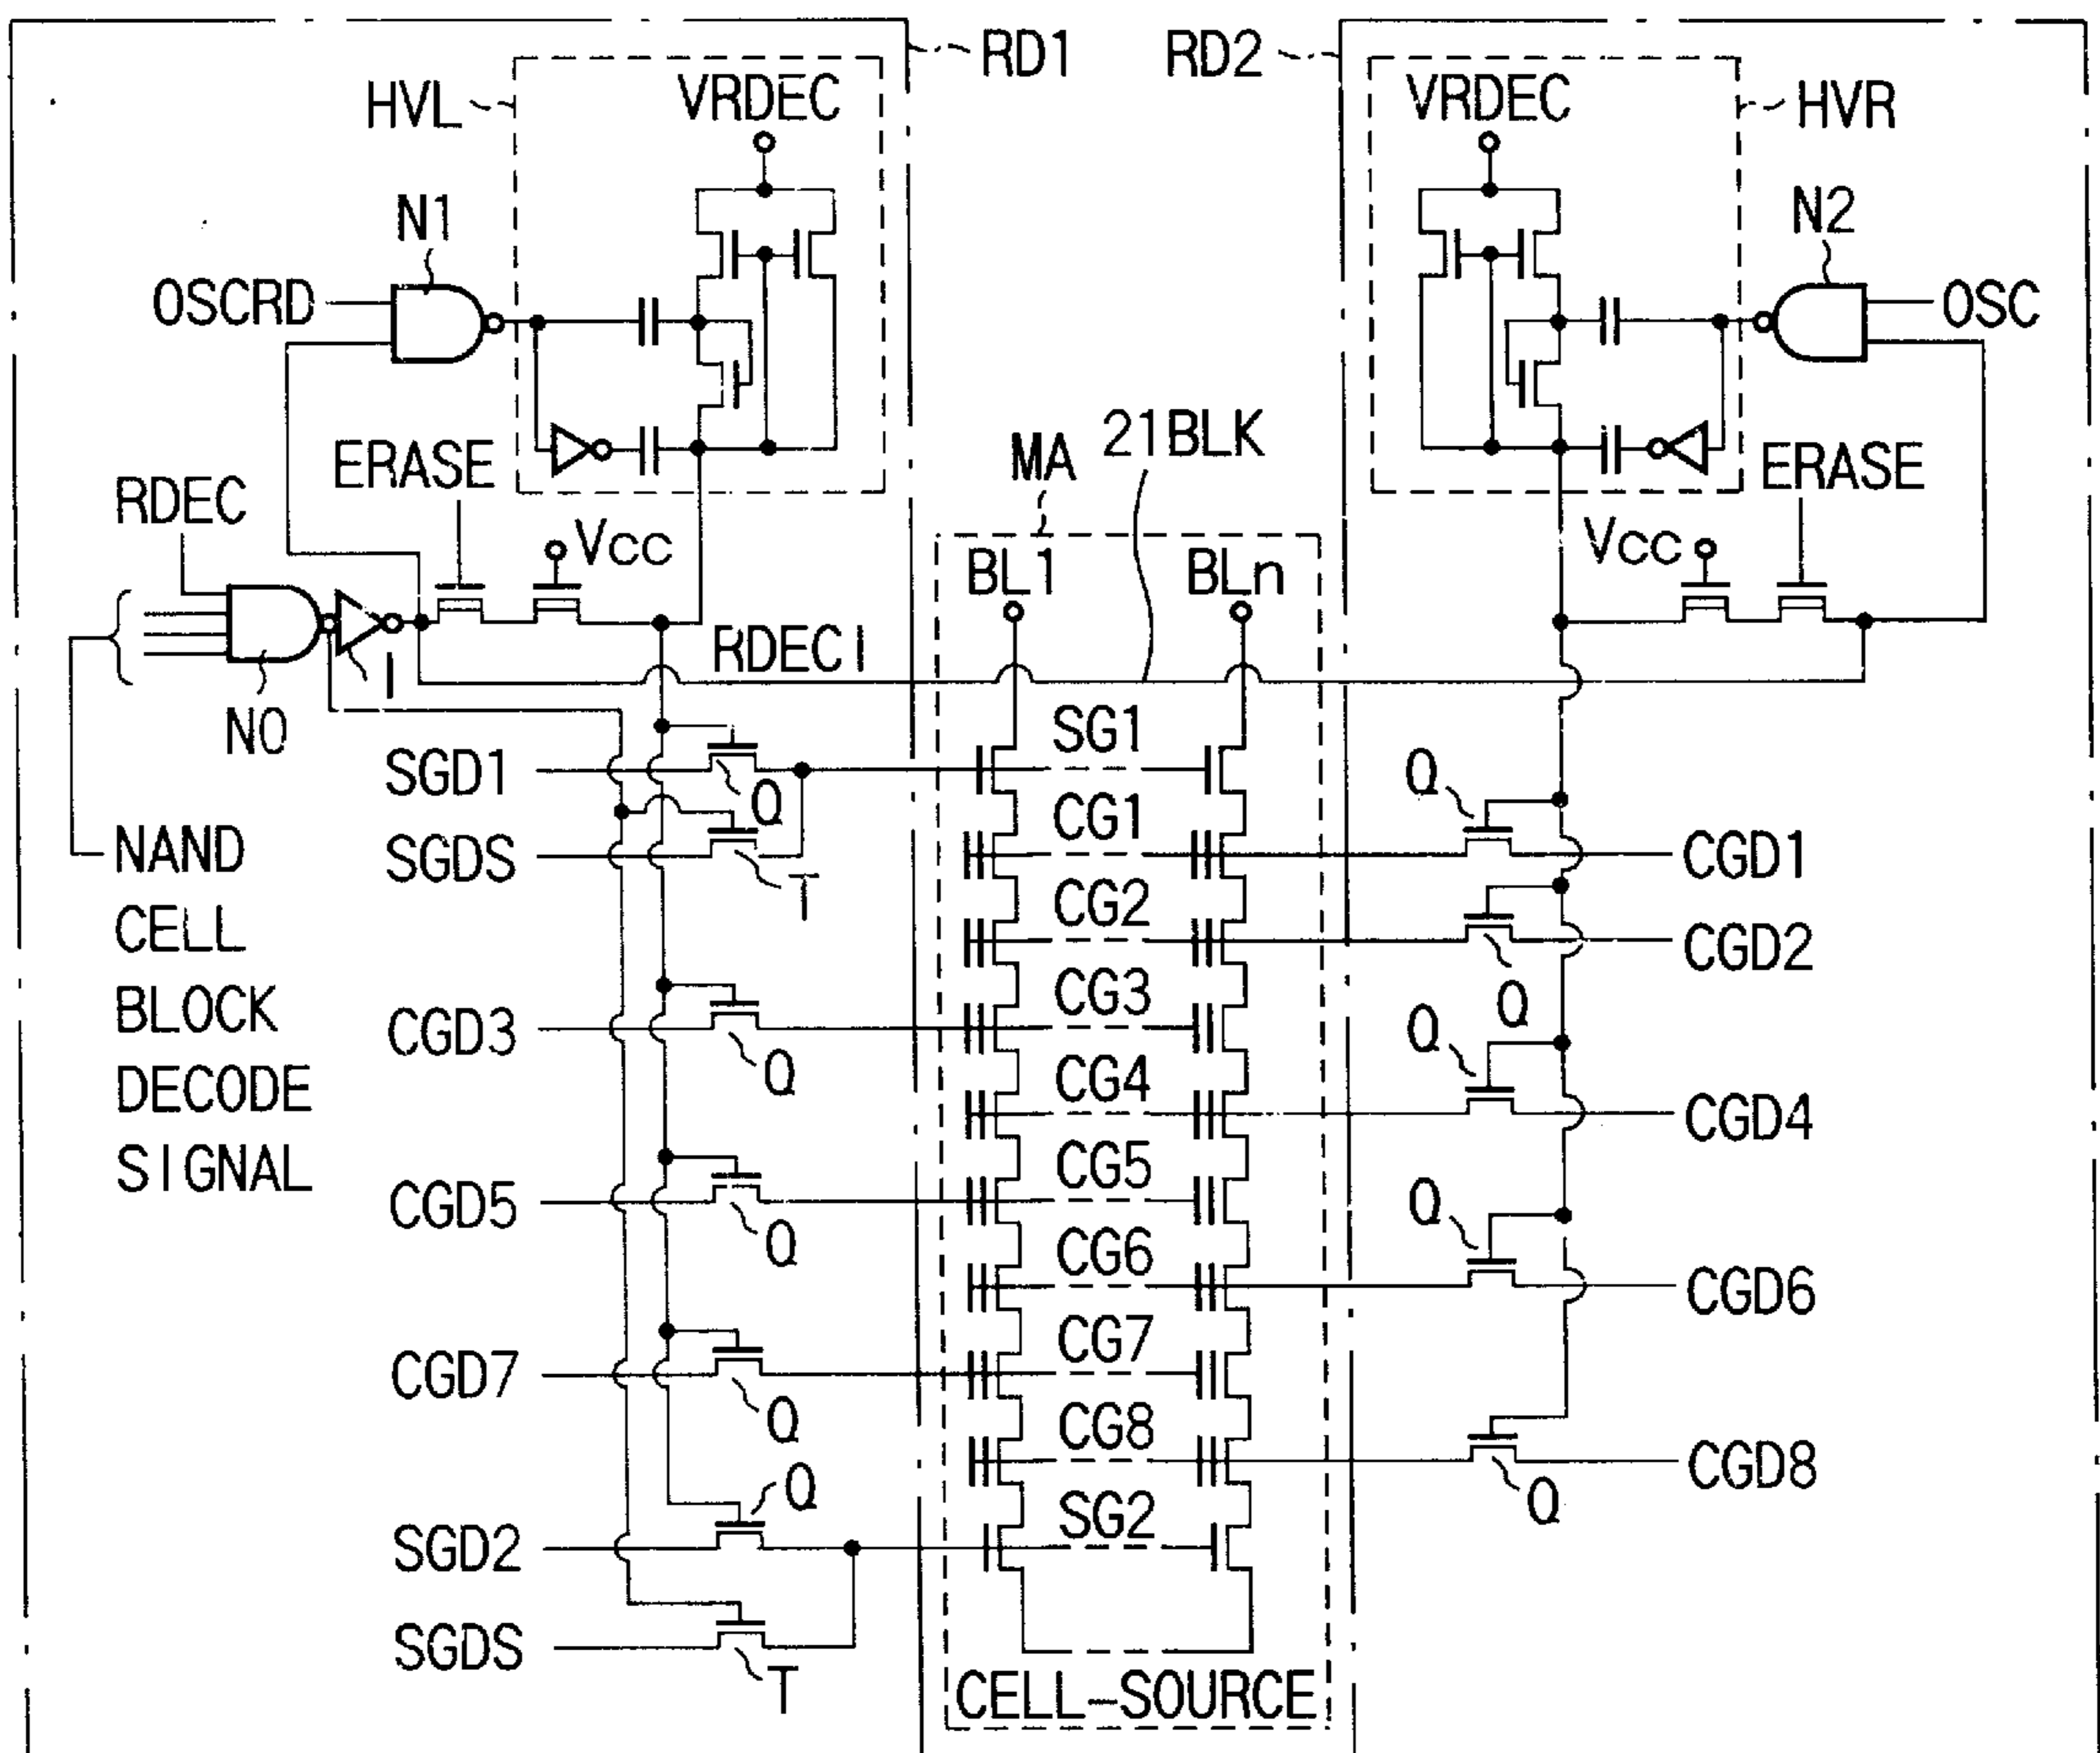 RD1 RD2
HVL VRDEC VRDEC HVR
N1 N2
OSCRD OSC
ERASE MA 21BLK ERASE
RDEC Vcc BL1 BLn Vcc
I RDECI
N0
SGD1 Q SG1 Q
SGDS T CG1 CGD1
NAND
CELL
BLOCK
DECODE
SIGNAL
CG2 Q CGD2
CGD3 Q CG3 Q
CG4 CGD4
CGD5 Q CG5 Q
CG6 CGD6
CGD7 Q CG7
CG8 Q CGD8
SGD2 Q SG2
SGDS T
CELL-SOURCE